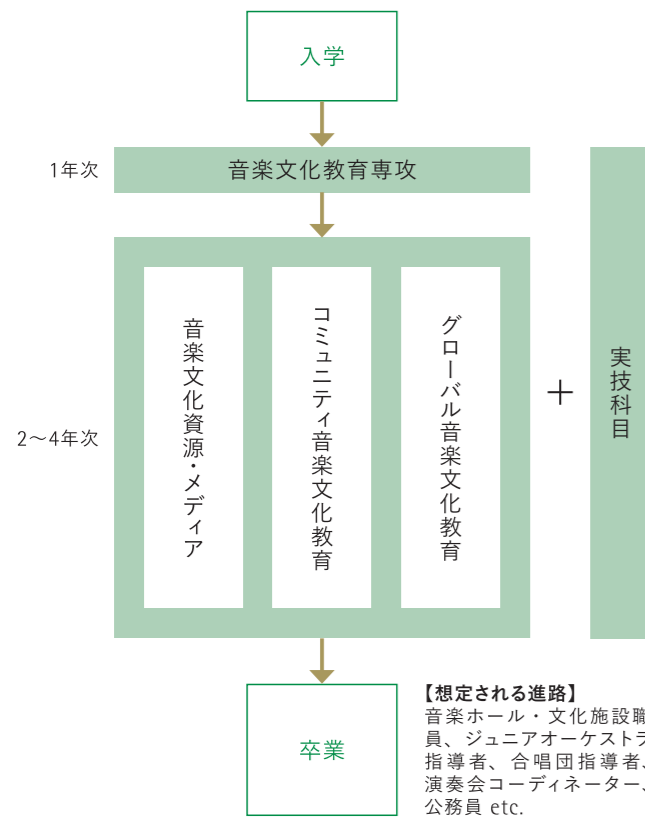 入学
1年次
音楽文化教育専攻
2〜4年次
音楽文化資源・メディア
コミュニティ音楽文化教育
グローバル音楽文化教育
＋
実技科目
卒業
【想定される進路】
音楽ホール・文化施設職
員、ジュニアオーケストラ
指導者、合唱団指導者、
演奏会コーディネーター、
公務員 etc.